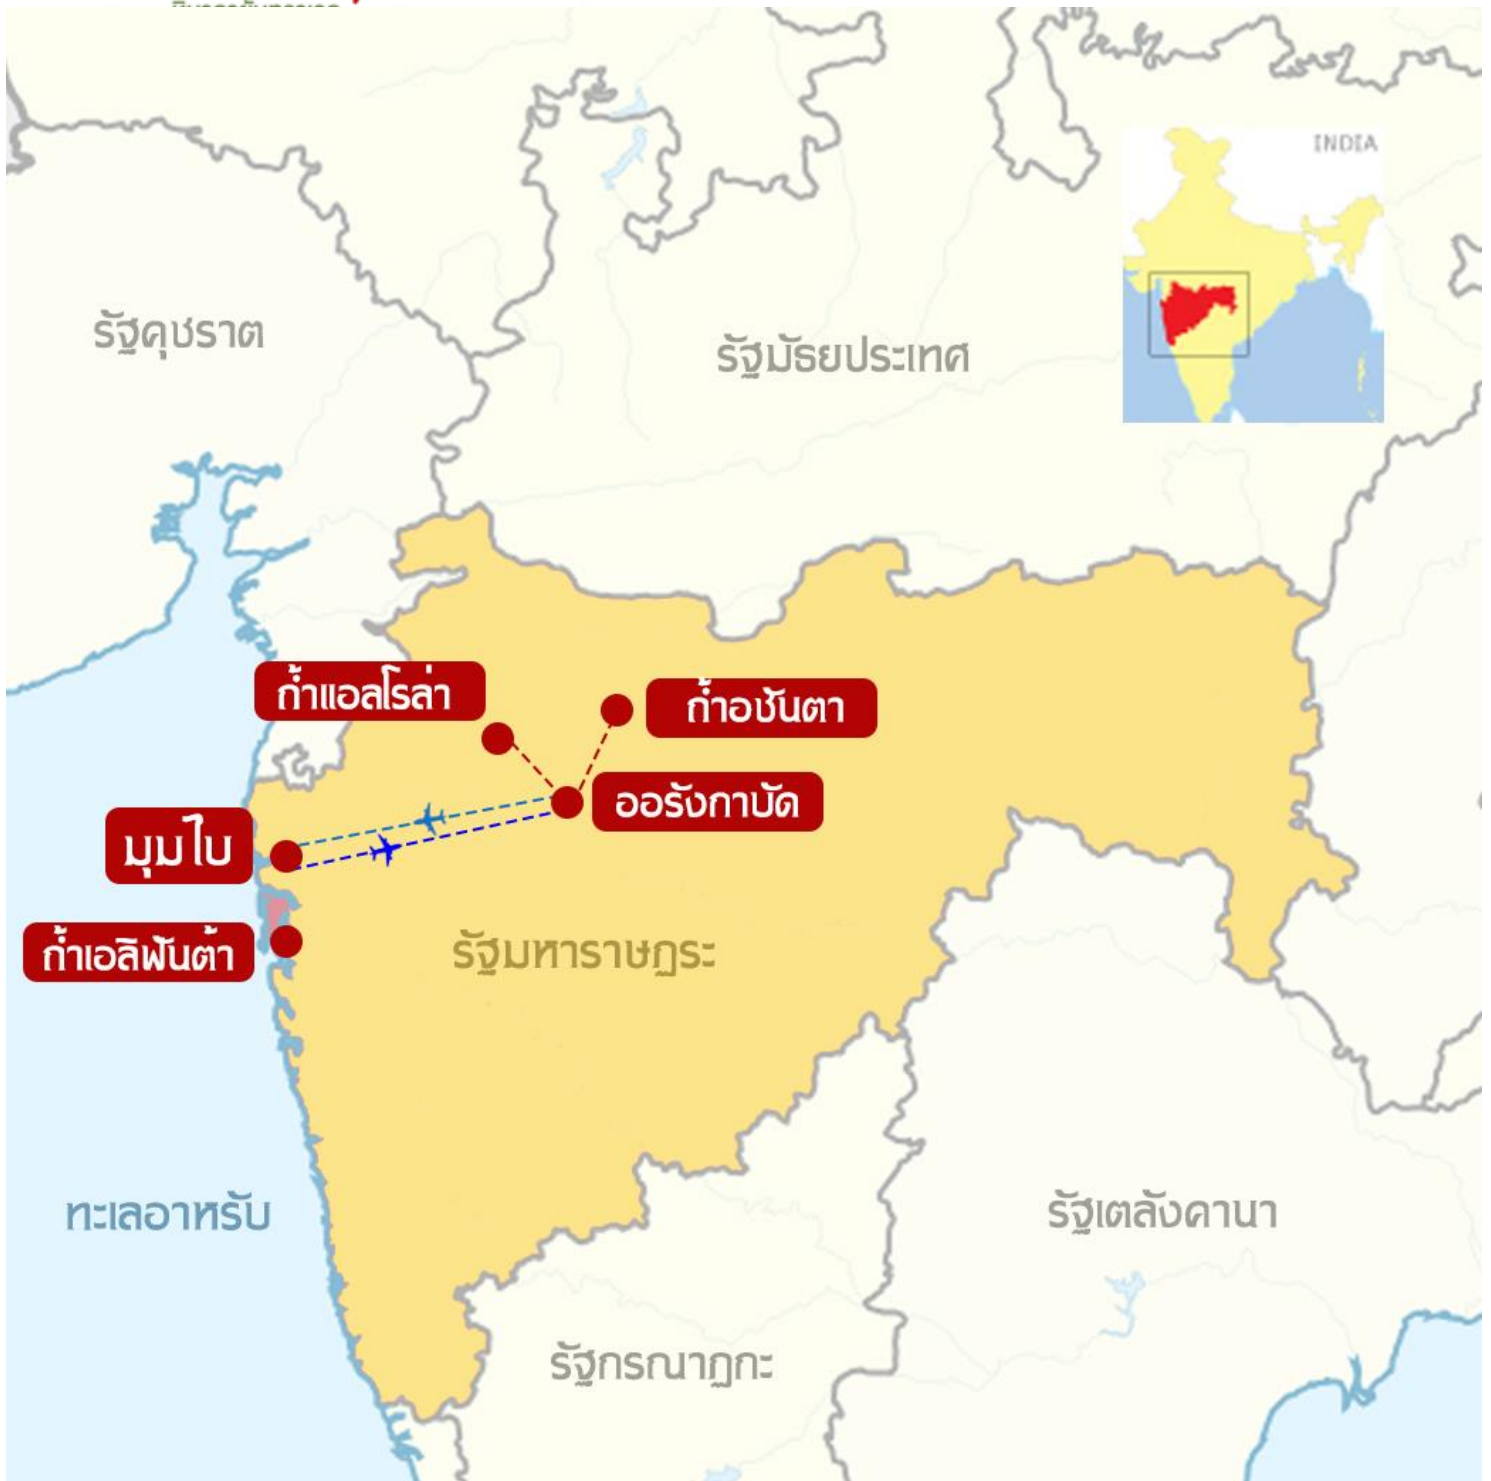 INDIA
รัฐคุชราต
รัฐมัธยประเทศ
ถ้ำแอลโรล่า
ถ้ำอชันตา
ออรังกาบัด
มุมไบ
ถ้ำเอลิฟันต้า
รัฐมหาราษฎระ
ทะเลอาหรับ
รัฐเตลังคานา
รัฐกรณาฏกะ